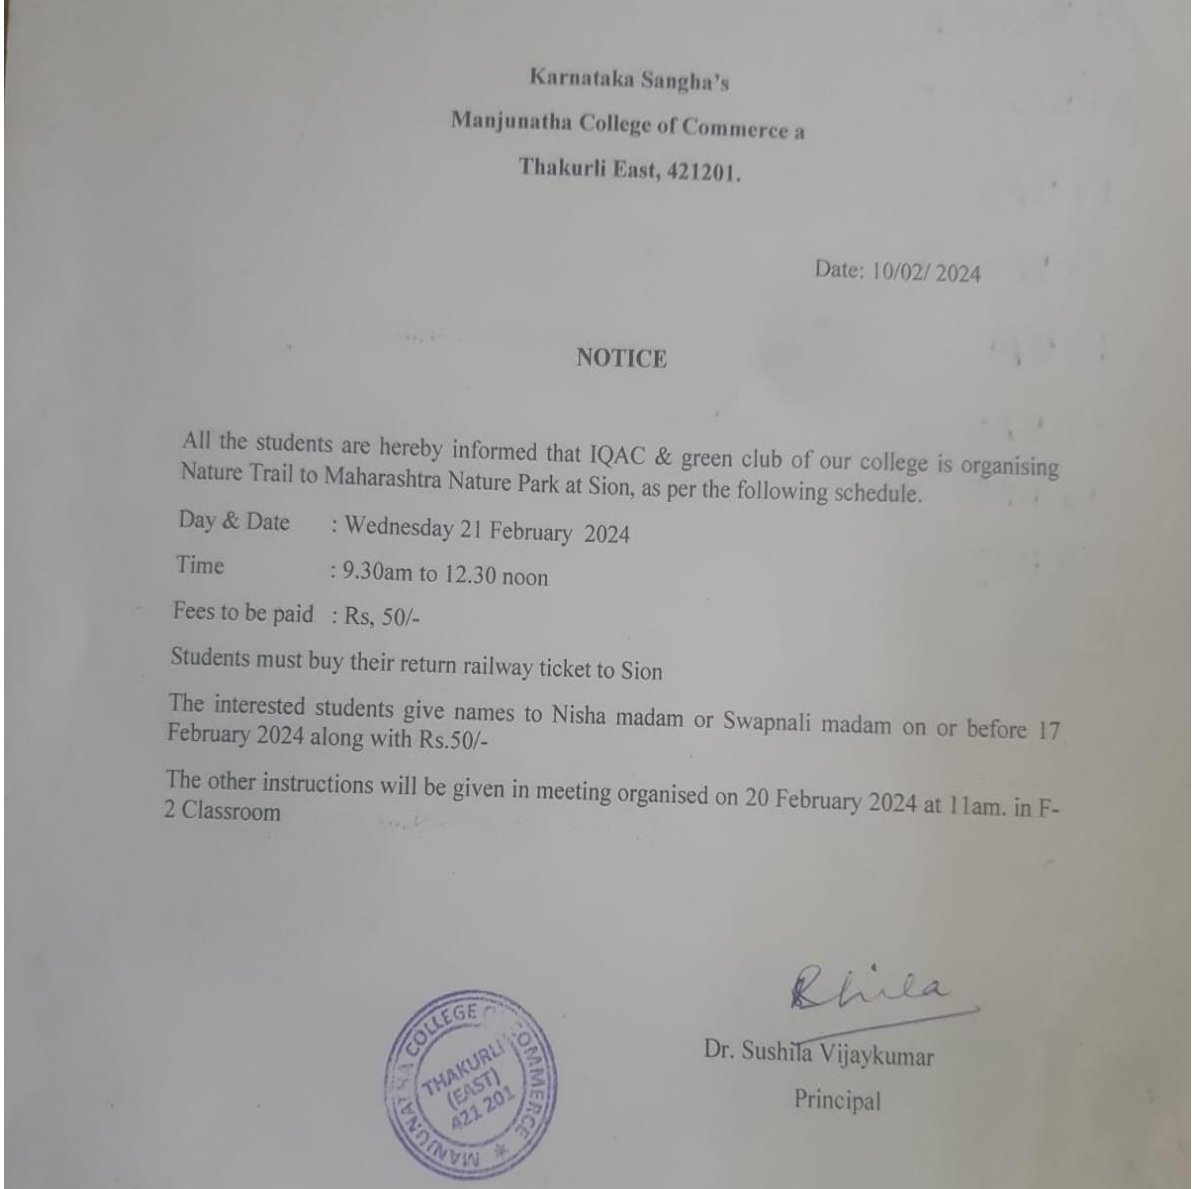 Karnataka Sangha's
Manjunatha College of Commerce a
Thakurli East, 421201.
Date: 10/02/ 2024
NOTICE
All the students are hereby informed that IQAC & green club of our college is organising
Nature Trail to Maharashtra Nature Park at Sion, as per the following schedule.
Day & Date : Wednesday 21 February 2024
Time : 9.30am to 12.30 noon
Fees to be paid : Rs, 50/-
Students must buy their return railway ticket to Sion
The interested students give names to Nisha madam or Swapnali madam on or before 17
February 2024 along with Rs.50/-
The other instructions will be given in meeting organised on 20 February 2024 at 11am. in F-
2 Classroom
MANJUNATHA COLLEGE OF COMMERCE
THAKURLI
(EAST)
421 201
Dr. Sushila Vijaykumar
Principal